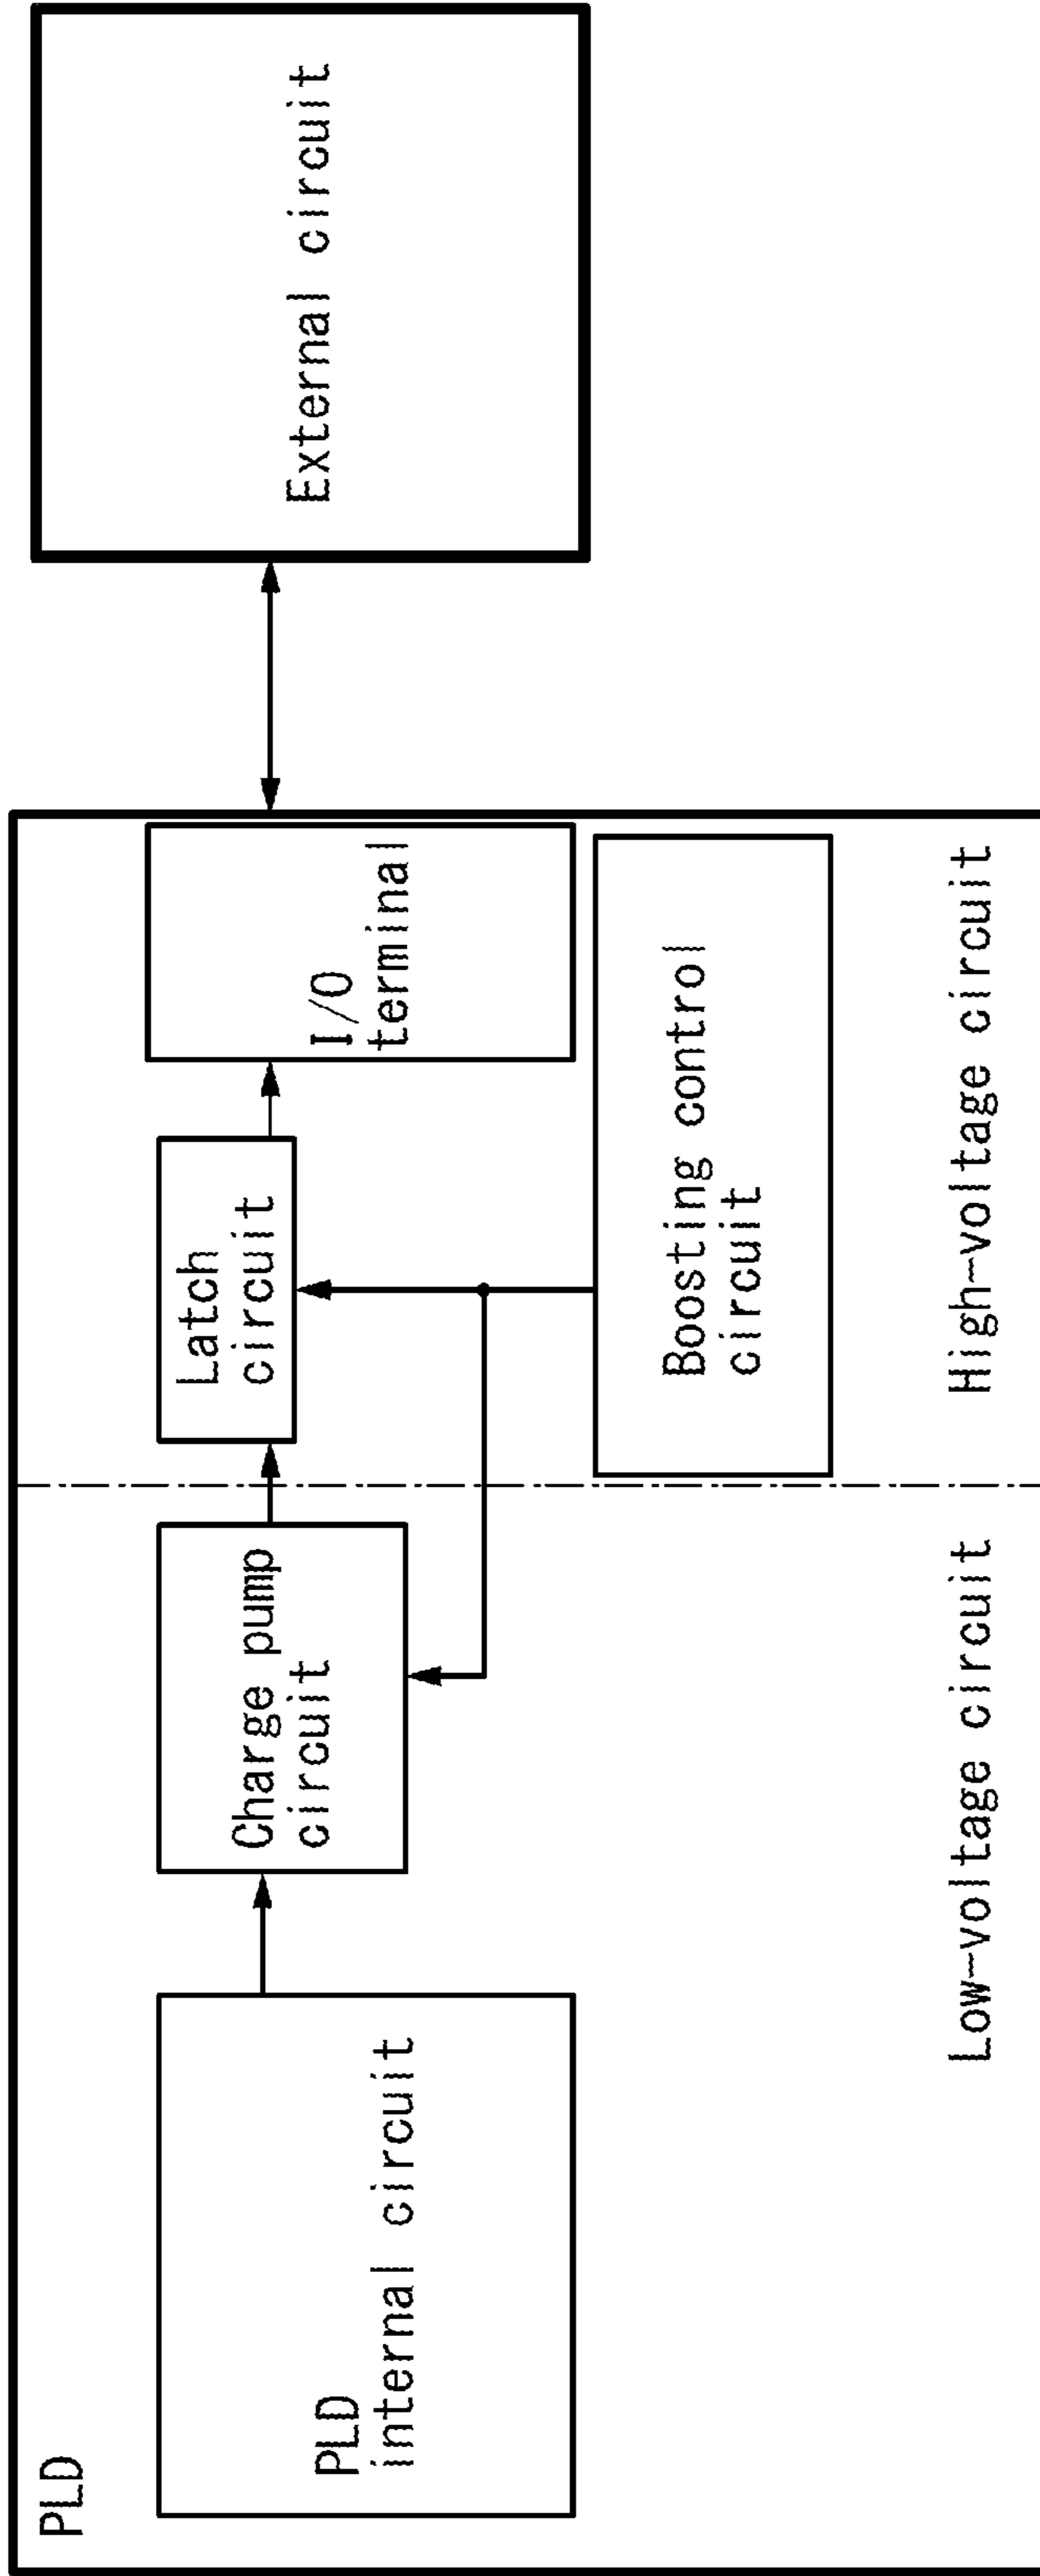 PLD
PLD
internal circuit
Charge pump
circuit
Latch
circuit
I/O
terminal
Boosting control
circuit
Low-voltage circuit
High-voltage circuit
External circuit